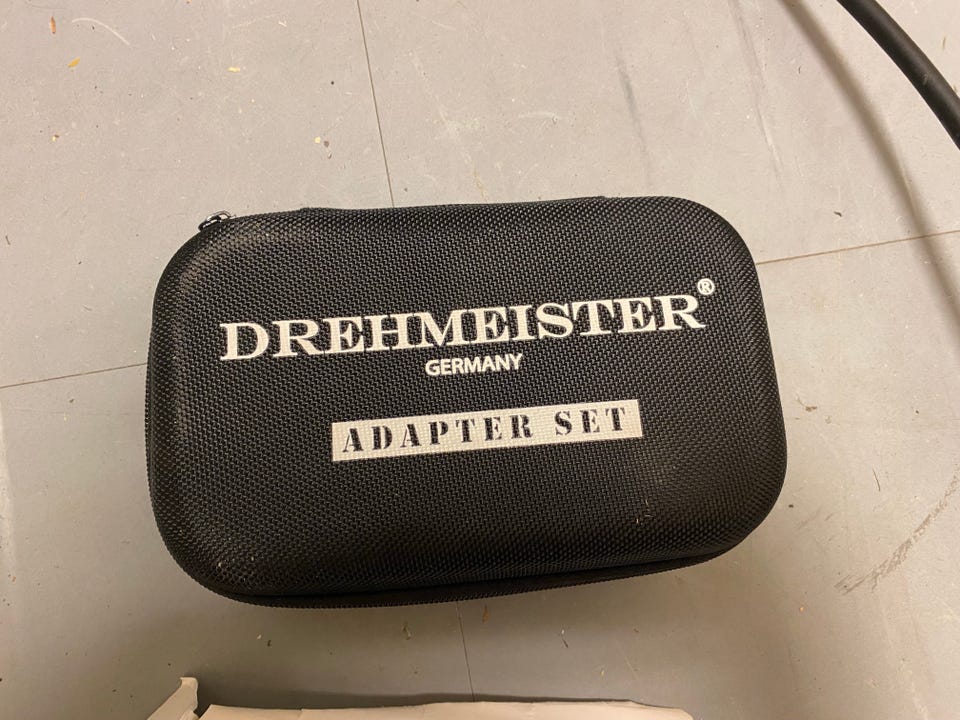 DREHMEISTER®
GERMANY
ADAPTER SET